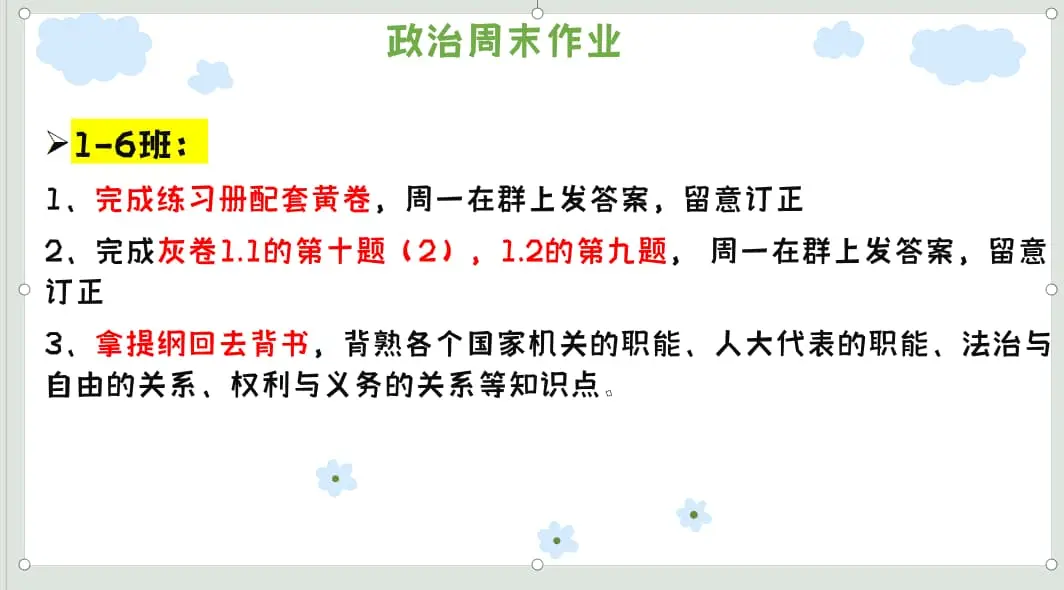 政治周末作业
1-6班：
1、完成练习册配套黄卷，周一在群上发答案，留意订正
2、完成灰卷1.1的第十题（2），1.2的第九题， 周一在群上发答案，留意
订正
3、拿提纲回去背书，背熟各个国家机关的职能、人大代表的职能、法治与
自由的关系、权利与义务的关系等知识点。